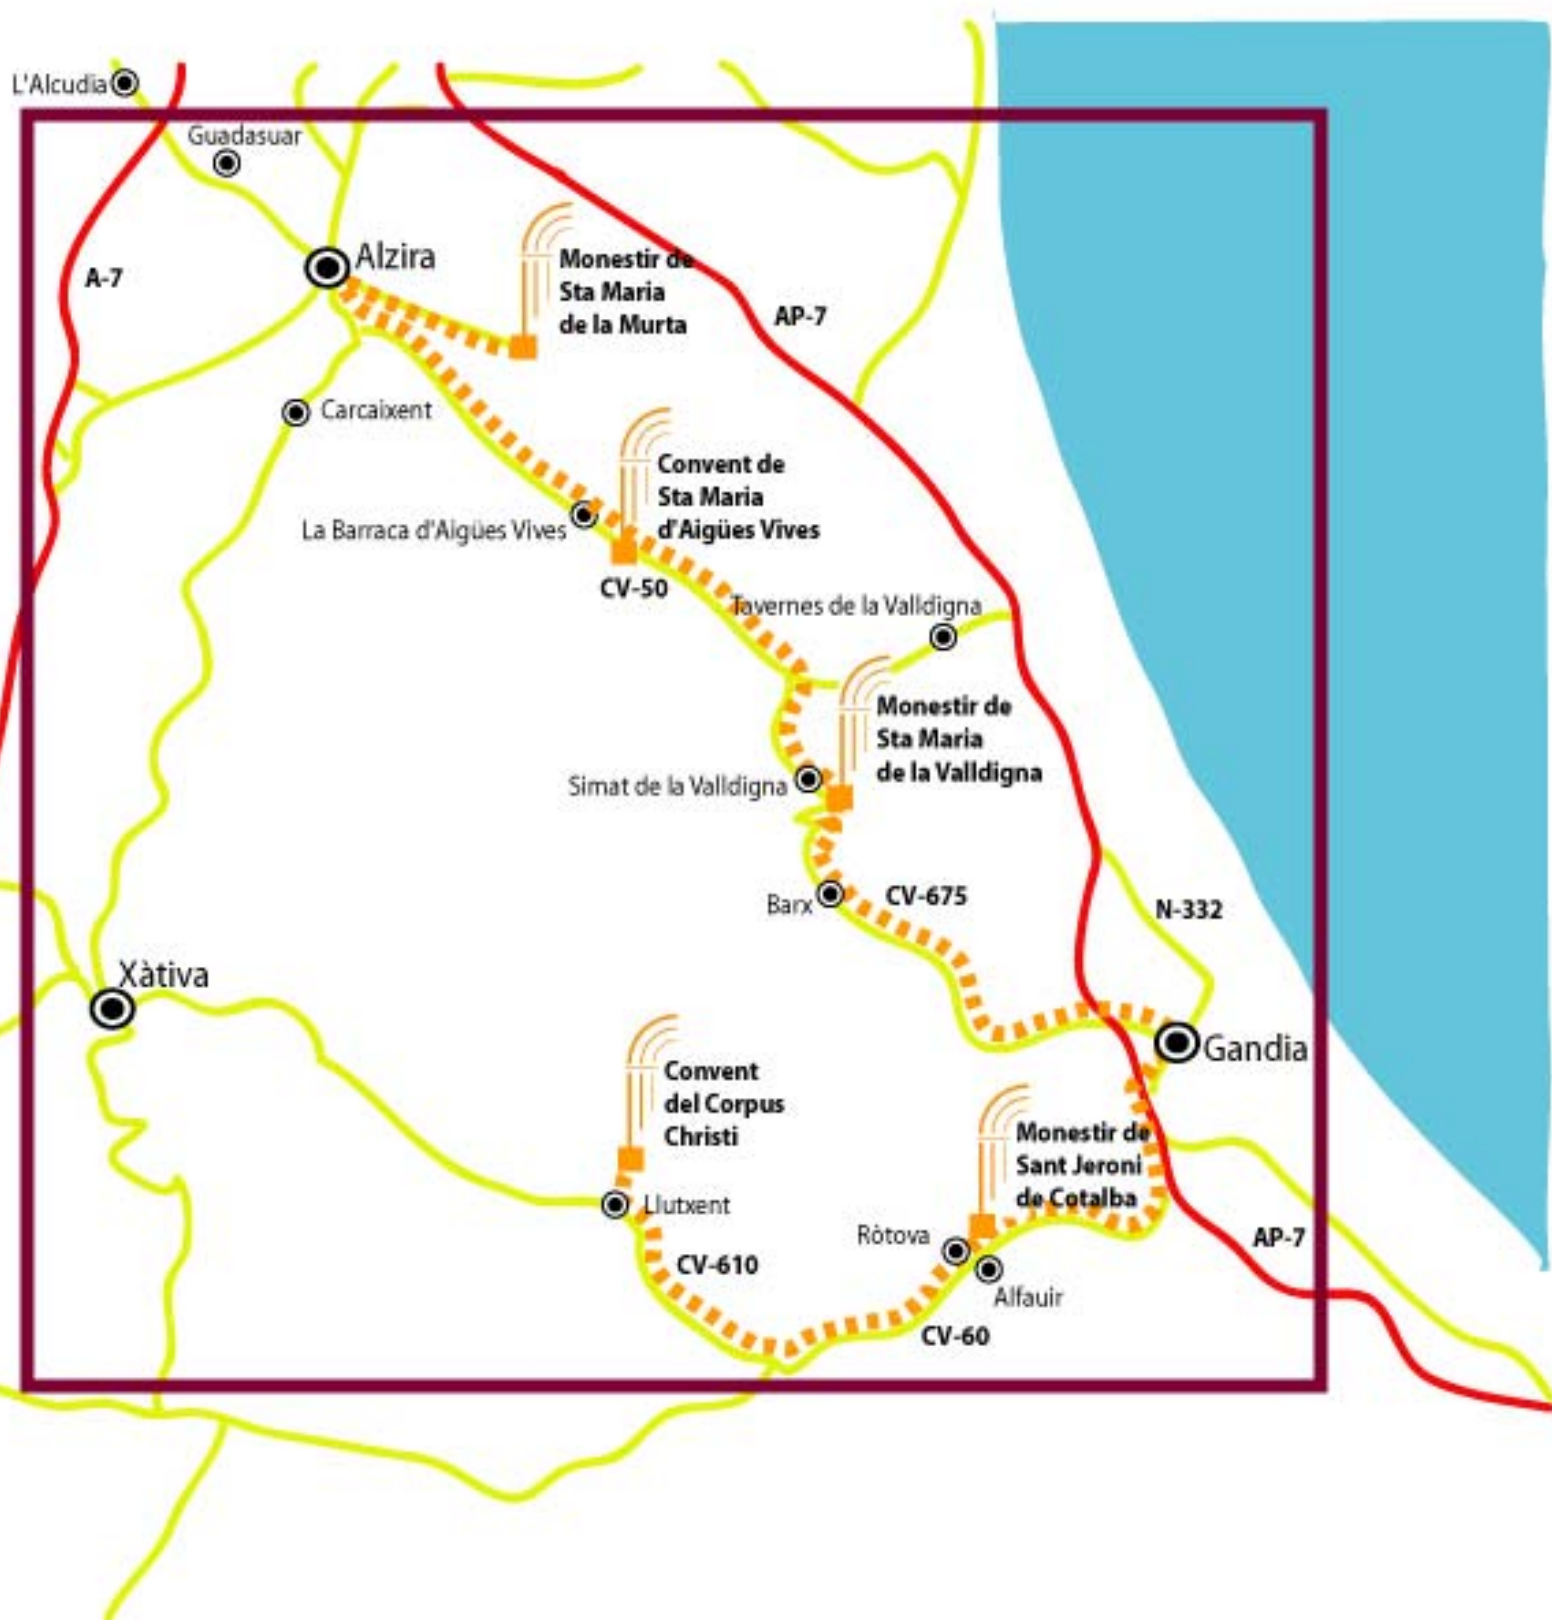 L'Alcudia
Guadasuar
Alzira
A-7
Monestir de
Sta Maria
de la Murta
AP-7
Carcaixent
Convent de
Sta Maria
d'Aigües Vives
La Barraca d'Aigües Vives
CV-50
Tavernes de la Valldigna
Monestir de
Sta Maria
de la Valldigna
Simat de la Valldigna
Barx
CV-675
N-332
Xàtiva
Gandia
Convent
del Corpus
Christi
Monestir de
Sant Jeroni
de Cotalba
Llutxent
Ròtova
AP-7
CV-610
Alfauir
CV-60